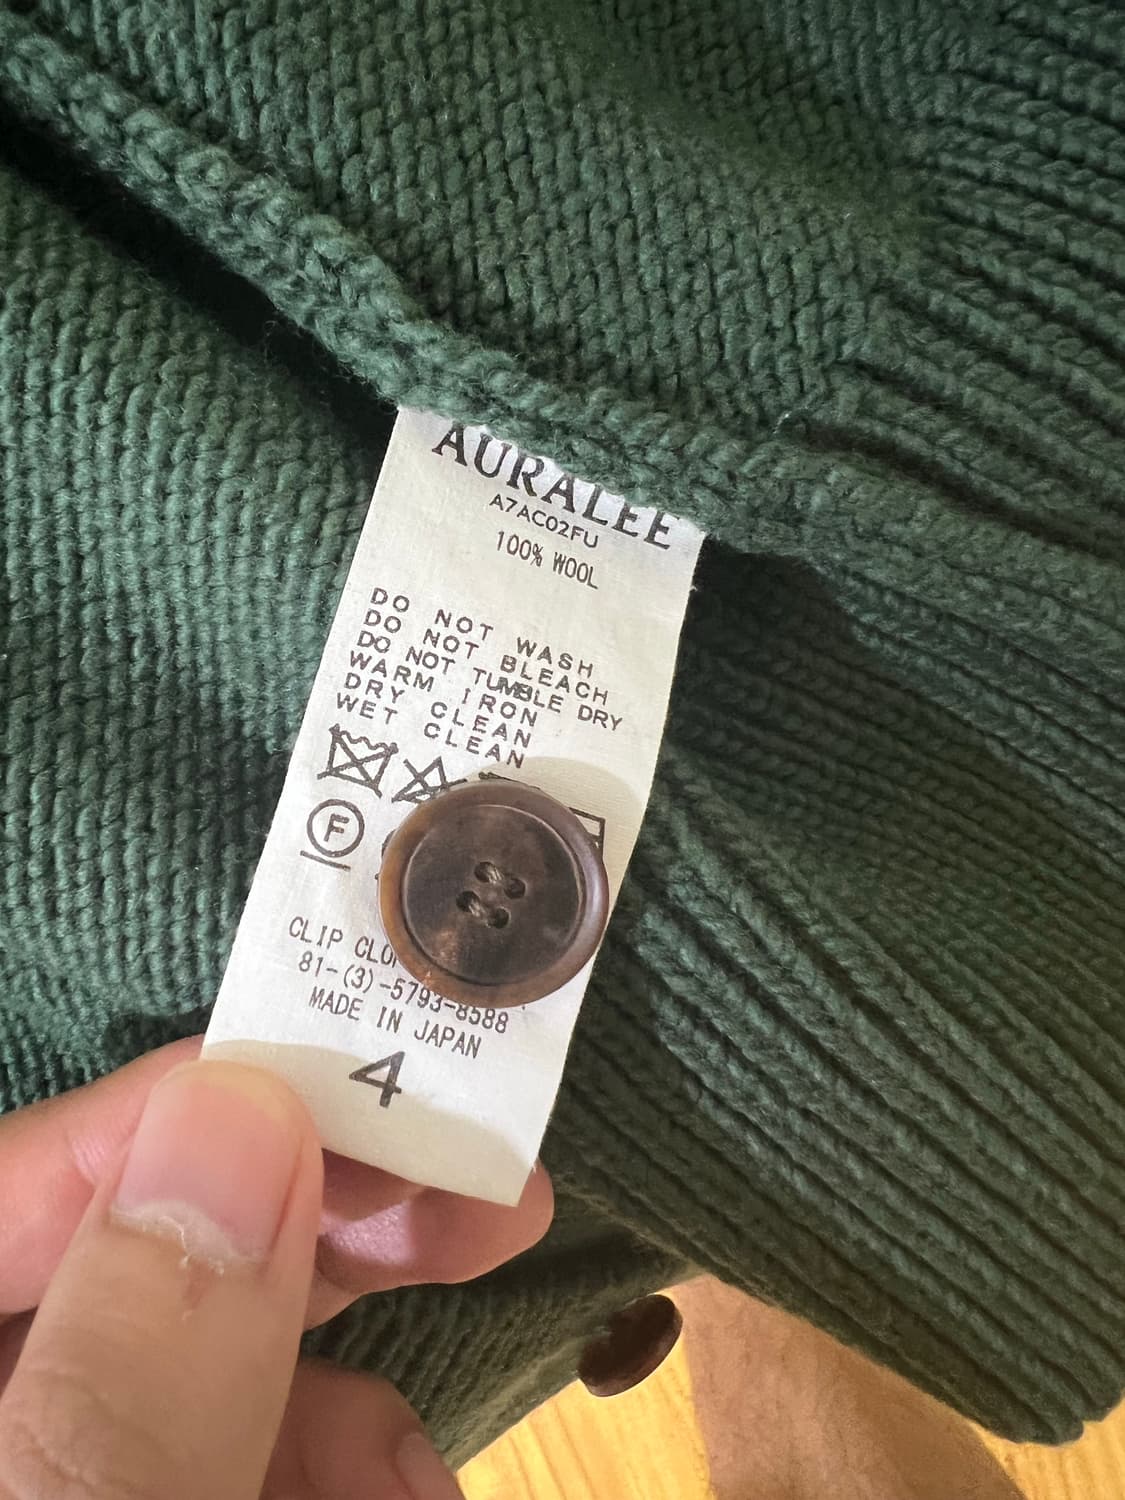 AURALEE
A7AC02FU
100% WOOL
DO NOT WASH
DO NOT BLEACH
DO NOT TUMBLE DRY
WARM IRON
DRY CLEAN
WET CLEAN
F
CLIP
81-(3)-5793-8588
MADE IN JAPAN
4